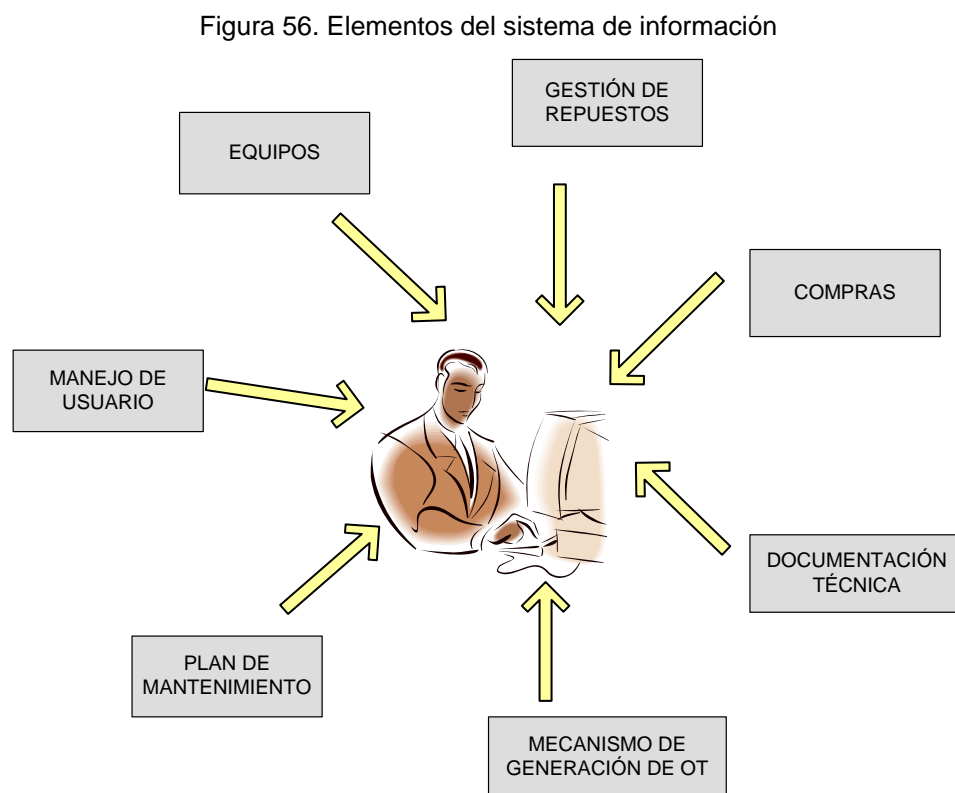 Figura 56. Elementos del sistema de información
GESTIÓN DE
REPUESTOS
EQUIPOS
COMPRAS
MANEJO DE
USUARIO
DOCUMENTACIÓN
TÉCNICA
PLAN DE
MANTENIMIENTO
MECANISMO DE
GENERACIÓN DE OT